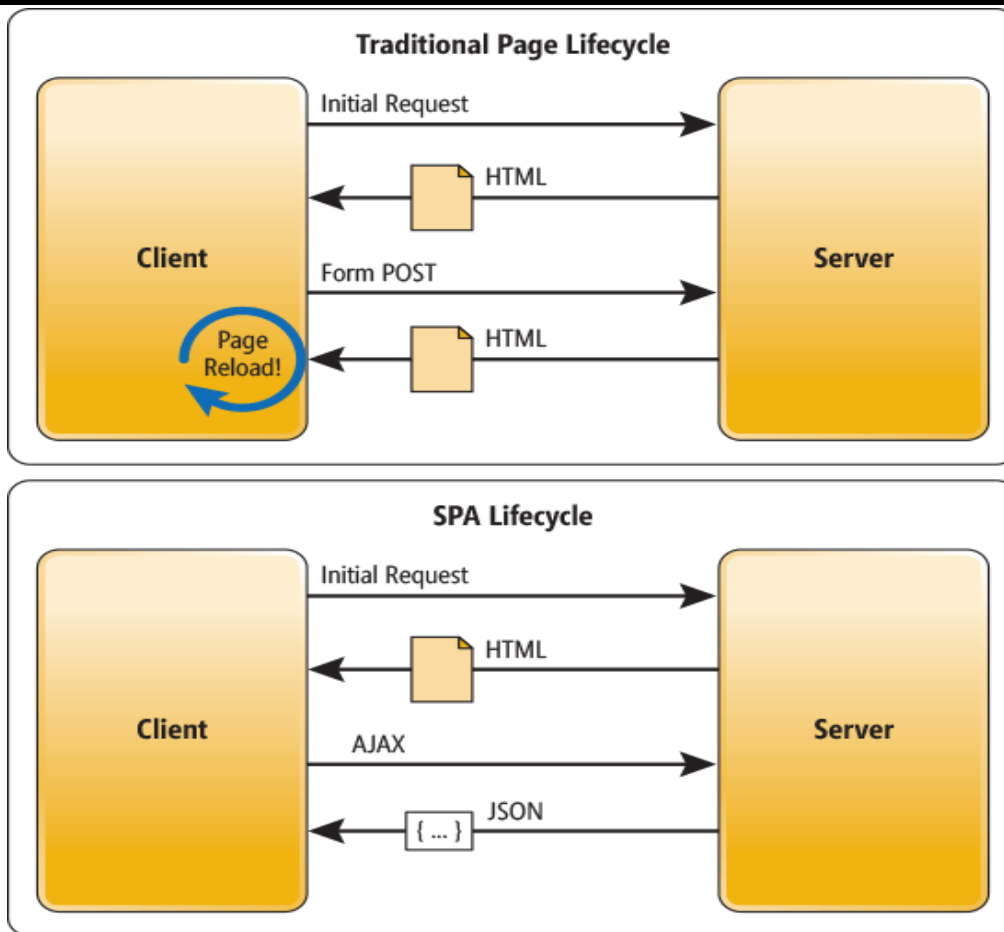 Traditional Page Lifecycle
Initial Request
HTML
Client
Server
Form POST
HTML
Page
Reload!
SPA Lifecycle
Initial Request
HTML
Client
Server
AJAX
JSON
{ ... }